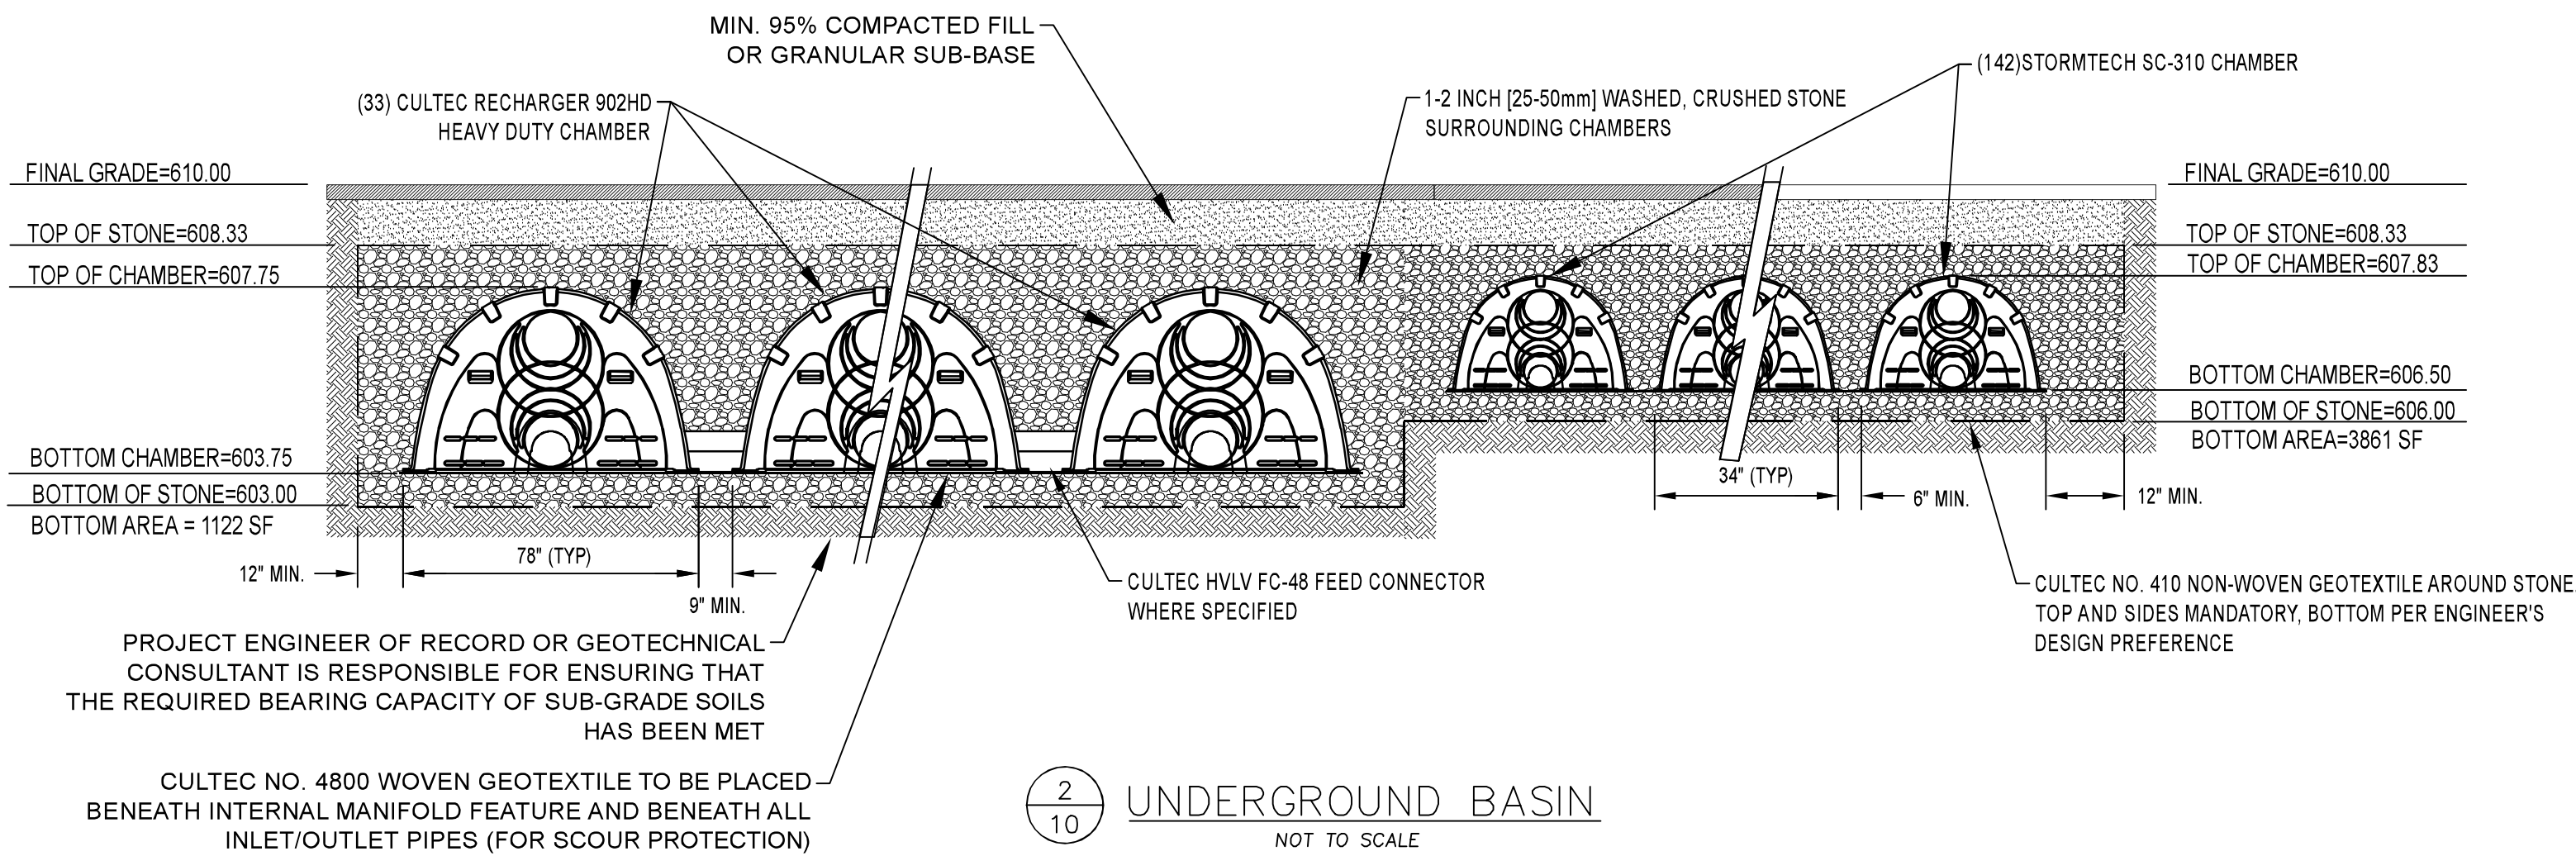 MIN. 95% COMPACTED FILL
OR GRANULAR SUB-BASE
(142)STORMTECH SC-310 CHAMBER
(33) CULTEC RECHARGER 902HD
HEAVY DUTY CHAMBER
1-2 INCH [25-50mm] WASHED, CRUSHED STONE
SURROUNDING CHAMBERS
FINAL GRADE=610.00
TOP OF STONE=608.33
TOP OF CHAMBER=607.75
BOTTOM CHAMBER=603.75
BOTTOM OF STONE=603.00
BOTTOM AREA = 1122 SF
FINAL GRADE=610.00
TOP OF STONE=608.33
TOP OF CHAMBER=607.83
BOTTOM CHAMBER=606.50
BOTTOM OF STONE=606.00
BOTTOM AREA=3861 SF
12" MIN.
78" (TYP)
9" MIN.
34" (TYP)
6" MIN.
12" MIN.
CULTEC HVLV FC-48 FEED CONNECTOR
WHERE SPECIFIED
CULTEC NO. 410 NON-WOVEN GEOTEXTILE AROUND STONE.
TOP AND SIDES MANDATORY, BOTTOM PER ENGINEER'S
DESIGN PREFERENCE
PROJECT ENGINEER OF RECORD OR GEOTECHNICAL
CONSULTANT IS RESPONSIBLE FOR ENSURING THAT
THE REQUIRED BEARING CAPACITY OF SUB-GRADE SOILS
HAS BEEN MET
CULTEC NO. 4800 WOVEN GEOTEXTILE TO BE PLACED
BENEATH INTERNAL MANIFOLD FEATURE AND BENEATH ALL
INLET/OUTLET PIPES (FOR SCOUR PROTECTION)
2
10
UNDERGROUND BASIN
NOT TO SCALE